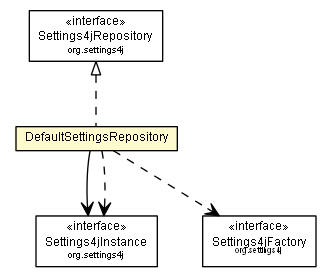 «interface»
Settings4jRepository
org.settings4j
DefaultSettingsRepository
«interface»
Settings4jInstance
org.settings4j
«interface»
Settings4jFactory
org.settings4j